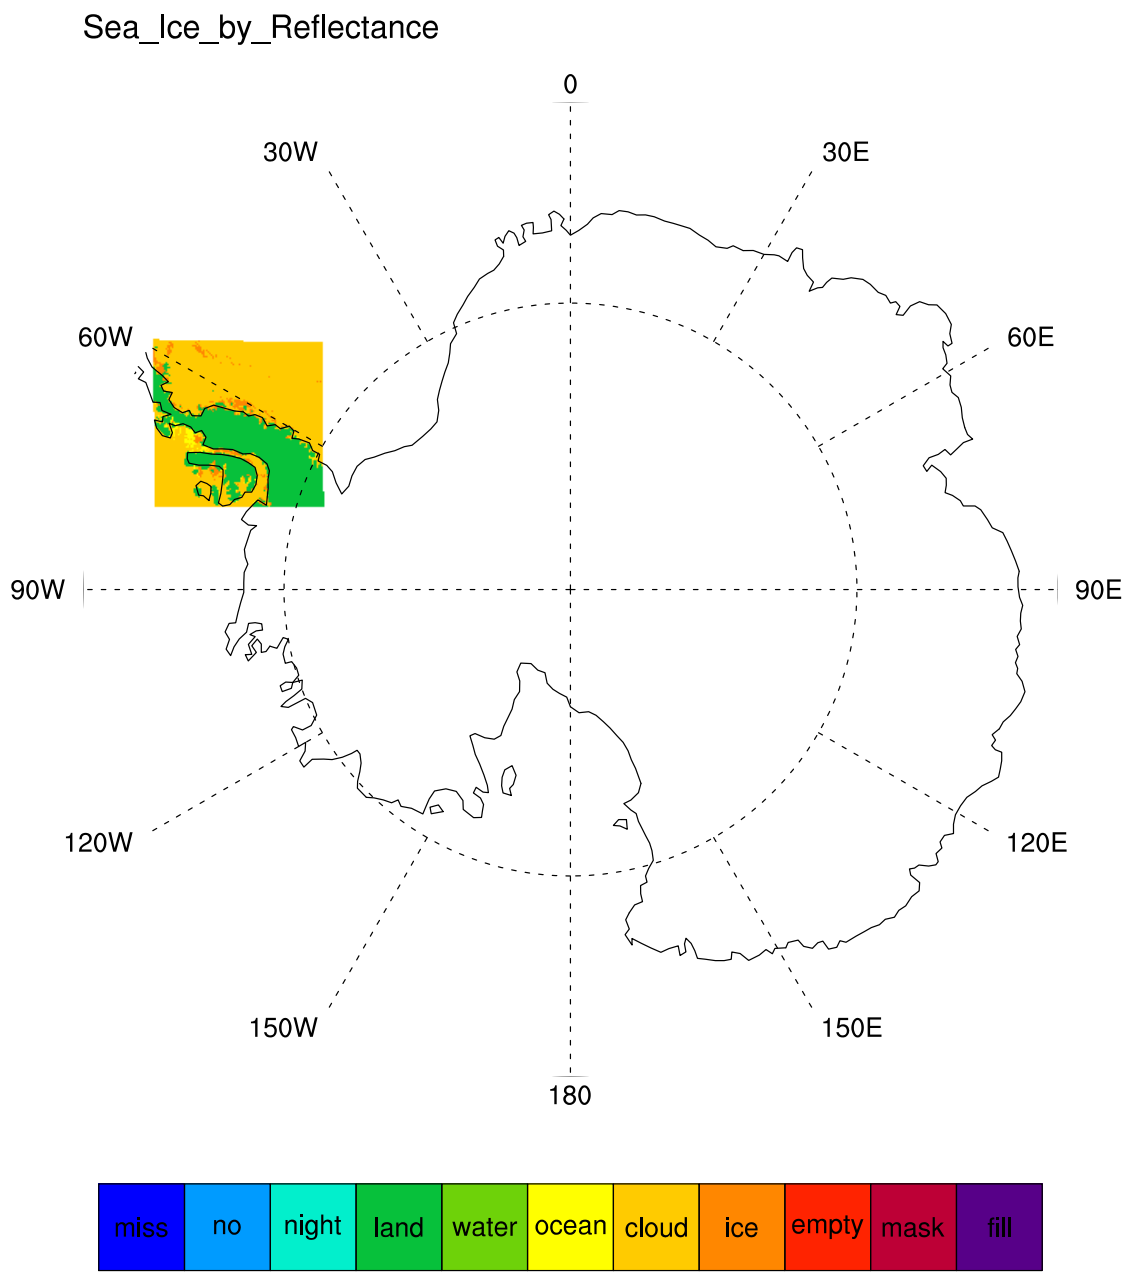 Sea_Ice_by_Reflectance
0
30W 30E
60W 60E
90W 90E
120W 120E
150W 150E
180
miss no night land water ocean cloud ice empty mask fill